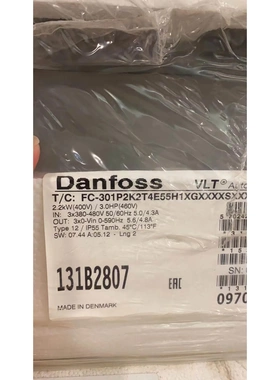 Danfoss VLT®
T/C: FC-301P2K2T4E55H1XGXXXXSXX
2.2kW(400V) / 3.0HP(460V)
IN: 3x380-480V 50/60Hz 5.0/4.3A
OUT: 3x0-Vin 0-590Hz 5.6/4.8A
Type 12 / IP55 Tamb. 45°C/113°F
SW: 07.44 A:05.12 - Lng 2
131B2807 EAC
MADE IN DENMARK
0970